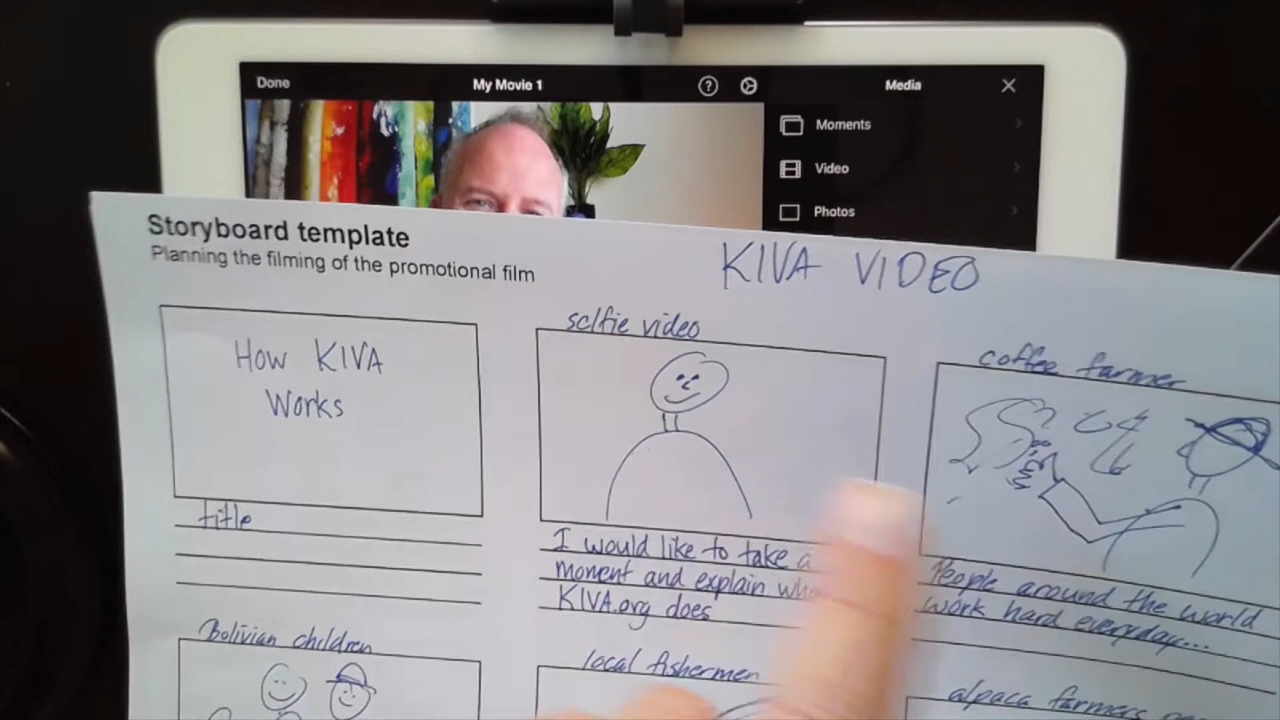 Done
My Movie 1
?
Media
Moments
Video
Photos
Storyboard template
Planning the filming of the promotional film
KIVA VIDEO
How KIVA
Works
title
selfie video
I would like to take a
moment and explain
KIVA.org does
coffee farmer
People around the world
work hard everyday...
Bolivian children
local fishermen
alpaca farmers